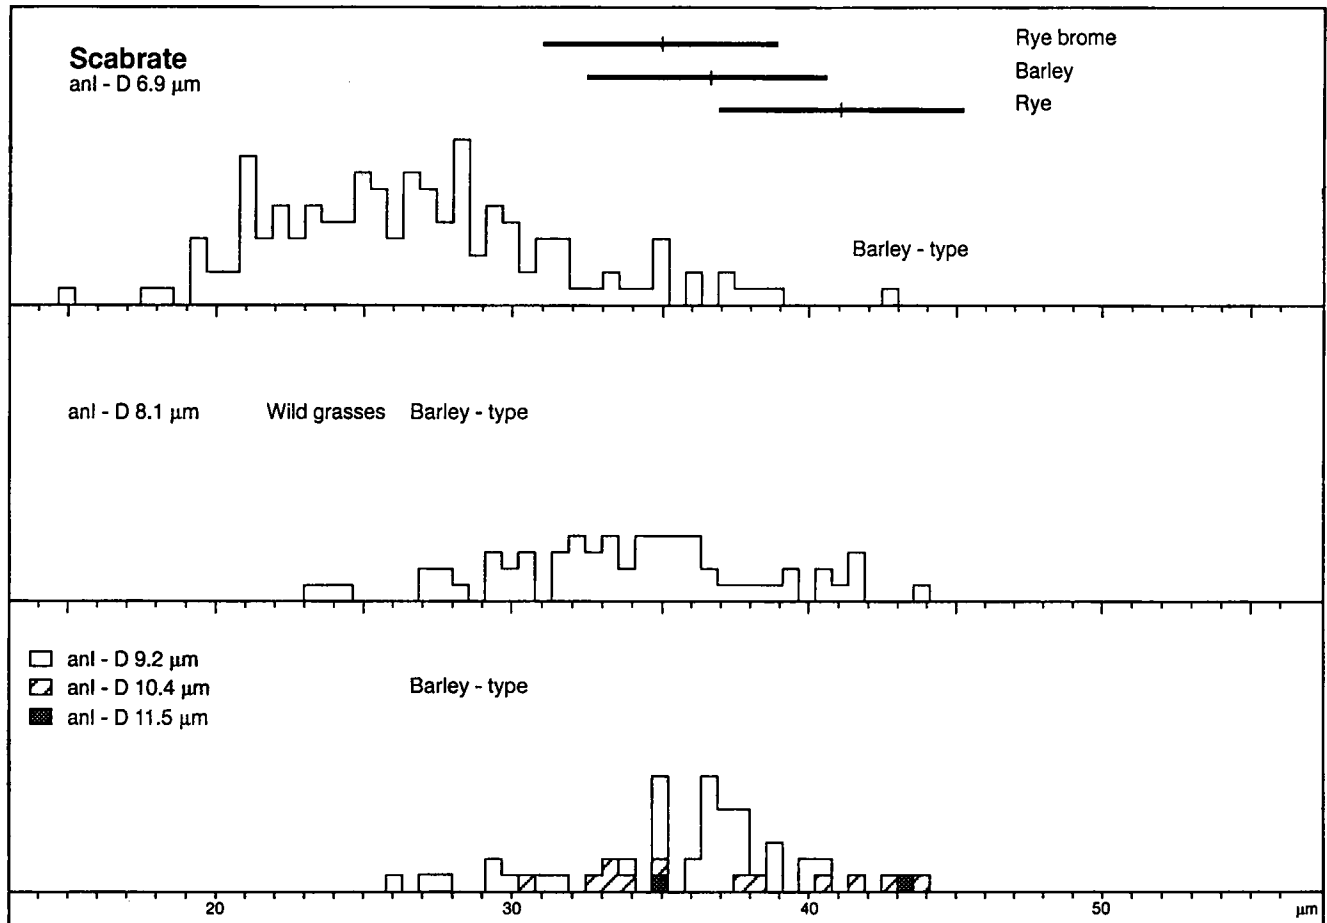 Scabrate
anl - D 6.9 µm
Rye brome
Barley
Rye
Barley - type
anl - D 8.1 µm Wild grasses Barley - type
anl - D 9.2 µm
anl - D 10.4 µm
anl - D 11.5 µm
Barley - type
20 30 40 50 µm